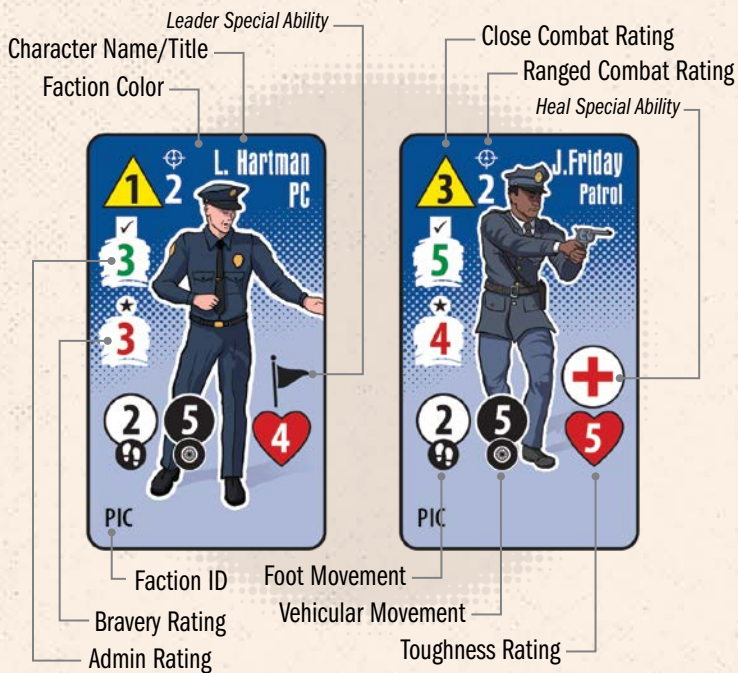 Leader Special Ability
Character Name/Title
Faction Color
Close Combat Rating
Ranged Combat Rating
Heal Special Ability
1
2
L. Hartman
PC
3
3
2
5
4
PIC
3
2
J.Friday
Patrol
5
4
2
5
5
PIC
Faction ID
Bravery Rating
Admin Rating
Foot Movement
Vehicular Movement
Toughness Rating